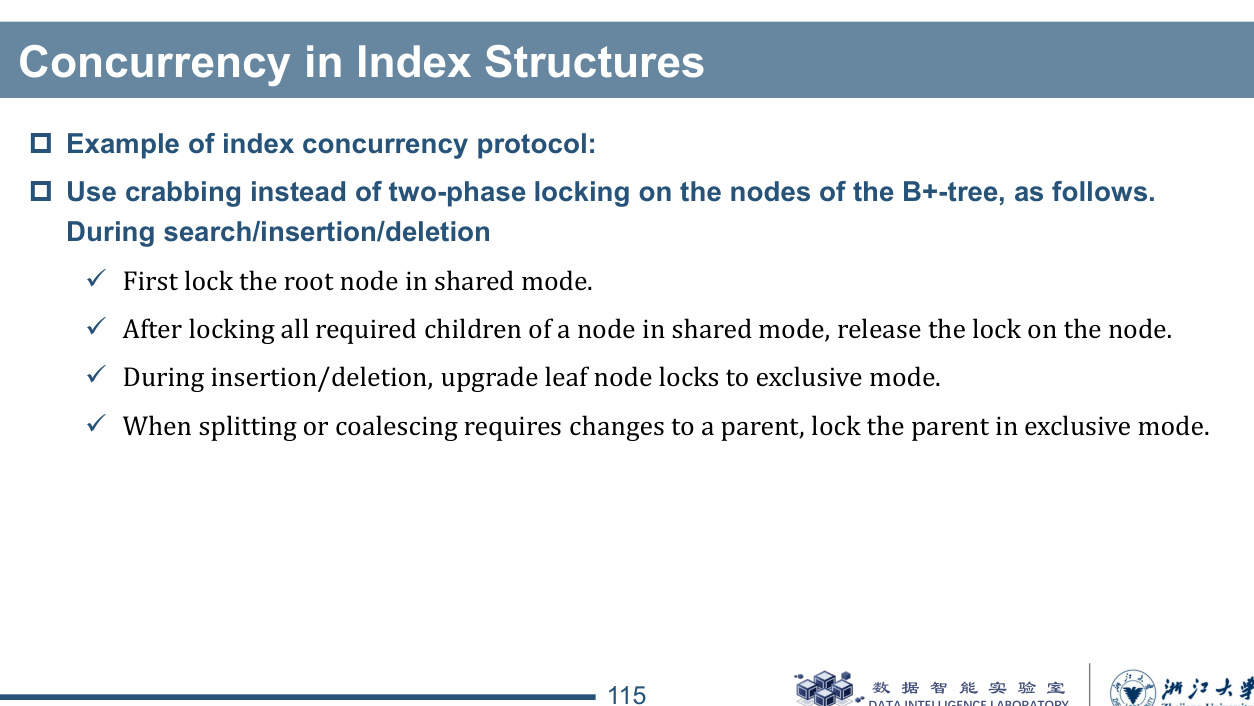 Concurrency in Index Structures
Example of index concurrency protocol:
Use crabbing instead of two-phase locking on the nodes of the B+-tree, as follows.
During search/insertion/deletion
✓ First lock the root node in shared mode.
✓ After locking all required children of a node in shared mode, release the lock on the node.
✓ During insertion/deletion, upgrade leaf node locks to exclusive mode.
✓ When splitting or coalescing requires changes to a parent, lock the parent in exclusive mode.
115
数据智能实验室
DATA INTELLIGENCE LABORATORY
浙江大学